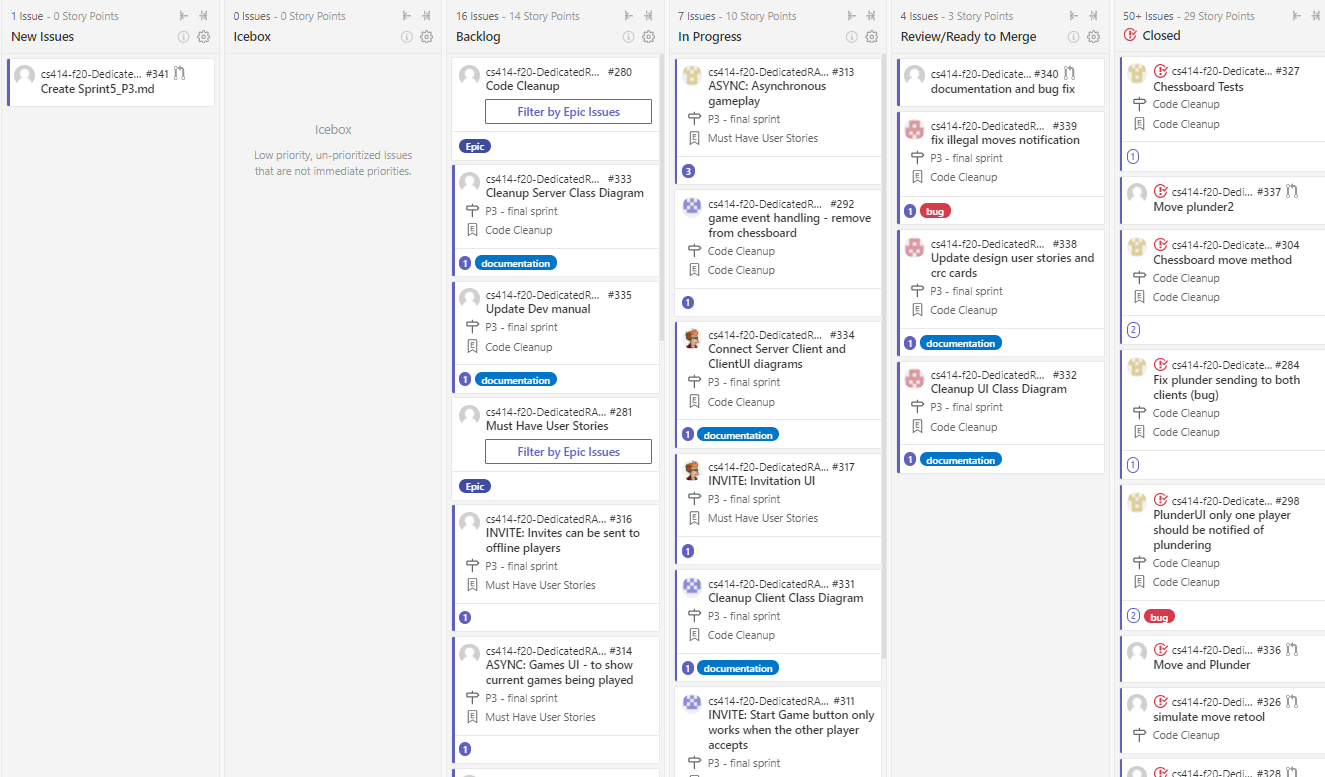 1 Issue - 0 Story Points
New Issues
cs414-f20-Dedicate... #341
Create Sprint5_P3.md
0 Issues - 0 Story Points
Icebox
Icebox
Low priority, un-prioritized Issues
that are not immediate priorities.
16 Issues - 14 Story Points
Backlog
cs414-f20-DedicatedR... #280
Code Cleanup
Filter by Epic Issues
Epic
cs414-f20-DedicatedR... #333
Cleanup Server Class Diagram
P3 - final sprint
Code Cleanup
1 documentation
cs414-f20-DedicatedR... #335
Update Dev manual
P3 - final sprint
Code Cleanup
1 documentation
cs414-f20-DedicatedRA... #281
Must Have User Stories
Filter by Epic Issues
Epic
cs414-f20-DedicatedRA... #316
INVITE: Invites can be sent to
offline players
P3 - final sprint
Must Have User Stories
1
cs414-f20-DedicatedRA... #314
ASYNC: Games UI - to show
current games being played
P3 - final sprint
Must Have User Stories
1
7 Issues - 10 Story Points
In Progress
cs414-f20-DedicatedR... #313
ASYNC: Asynchronous
gameplay
P3 - final sprint
Must Have User Stories
3
cs414-f20-DedicatedR... #292
game event handling - remove
from chessboard
Code Cleanup
Code Cleanup
1
cs414-f20-DedicatedR... #334
Connect Server Client and
ClientUI diagrams
P3 - final sprint
Code Cleanup
1 documentation
cs414-f20-DedicatedRA... #317
INVITE: Invitation UI
P3 - final sprint
Must Have User Stories
1
cs414-f20-DedicatedRA... #331
Cleanup Client Class Diagram
P3 - final sprint
Code Cleanup
1 documentation
cs414-f20-DedicatedRA... #311
INVITE: Start Game button only
works when the other player
accepts
P3 - final sprint
4 Issues - 3 Story Points
Review/Ready to Merge
cs414-f20-Dedicate... #340
documentation and bug fix
cs414-f20-DedicatedR... #339
fix illegal moves notification
P3 - final sprint
Code Cleanup
1 bug
cs414-f20-DedicatedR... #338
Update design user stories and
crc cards
P3 - final sprint
Code Cleanup
1 documentation
cs414-f20-DedicatedR... #332
Cleanup UI Class Diagram
P3 - final sprint
Code Cleanup
1 documentation
50+ Issues - 29 Story Points
Closed
cs414-f20-Dedicate... #327
Chessboard Tests
Code Cleanup
Code Cleanup
1
cs414-f20-Dedi... #337
Move plunder2
cs414-f20-Dedicate... #304
Chessboard move method
Code Cleanup
Code Cleanup
2
cs414-f20-Dedicate... #284
Fix plunder sending to both
clients (bug)
Code Cleanup
Code Cleanup
1
cs414-f20-Dedicate... #298
PlunderUI only one player
should be notified of
plundering
Code Cleanup
Code Cleanup
2 bug
cs414-f20-Dedi... #336
Move and Plunder
cs414-f20-Dedi... #326
simulate move retool
Code Cleanup
cs414-f20-Dedi... #328